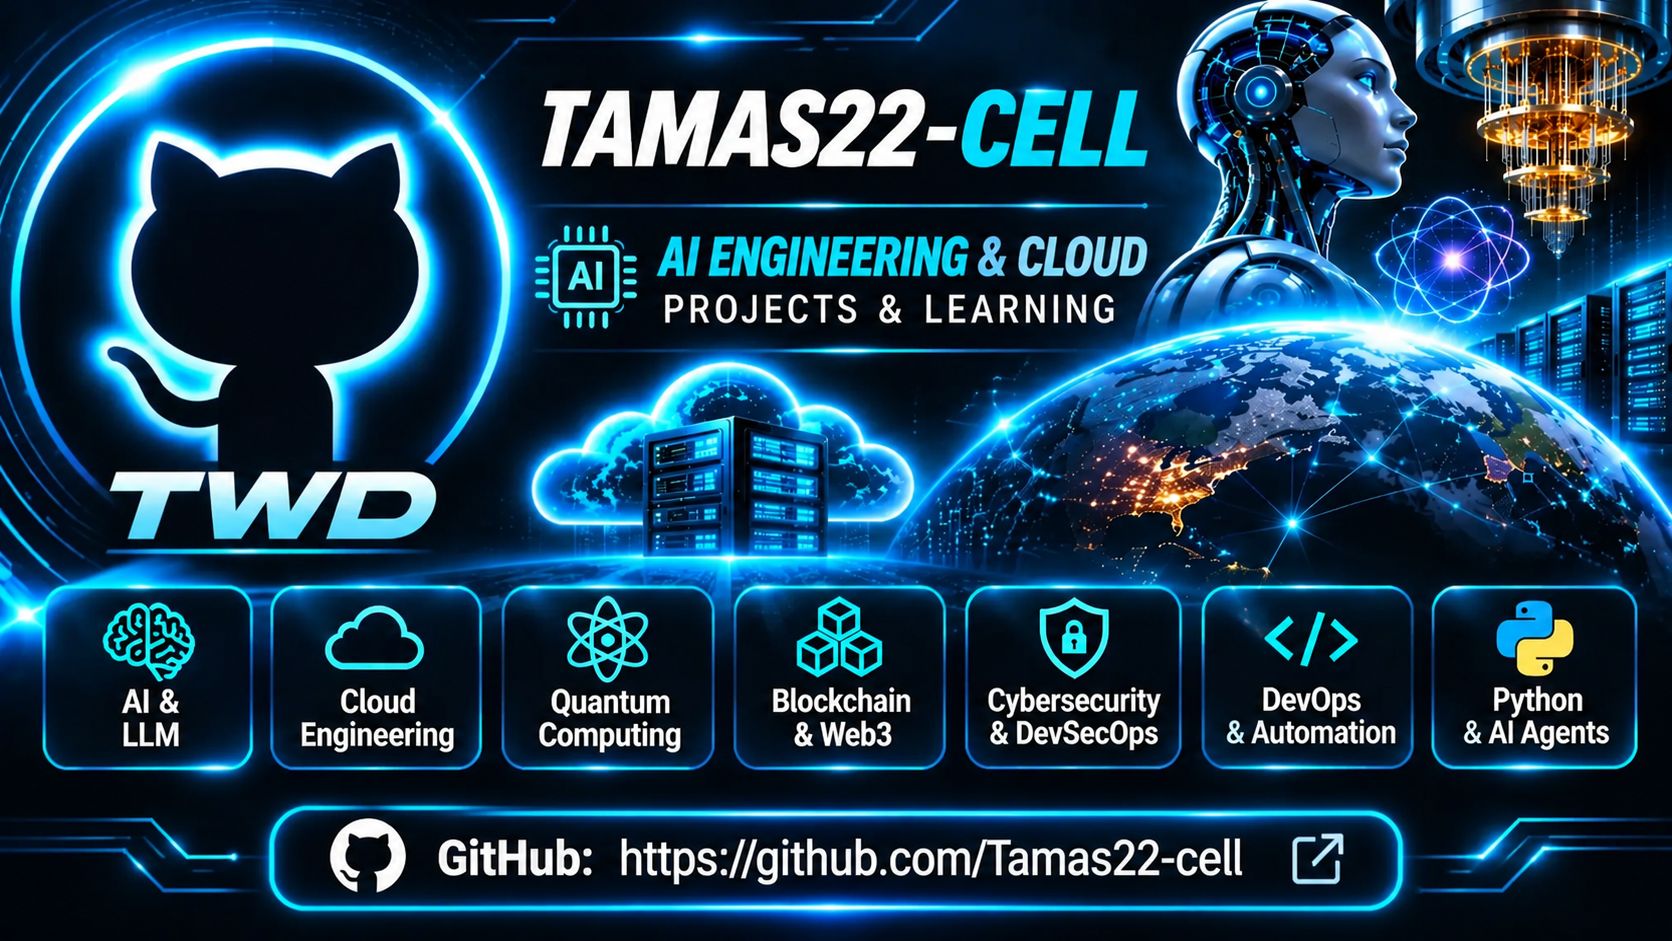 TAMAS22-CELL
AI
AI ENGINEERING & CLOUD
PROJECTS & LEARNING
TWD
AI &
LLM
Cloud
Engineering
Quantum
Computing
Blockchain
& Web3
Cybersecurity
& DevSecOps
</>
DevOps
& Automation
Python
& AI Agents
GitHub: https://github.com/Tamas22-cell